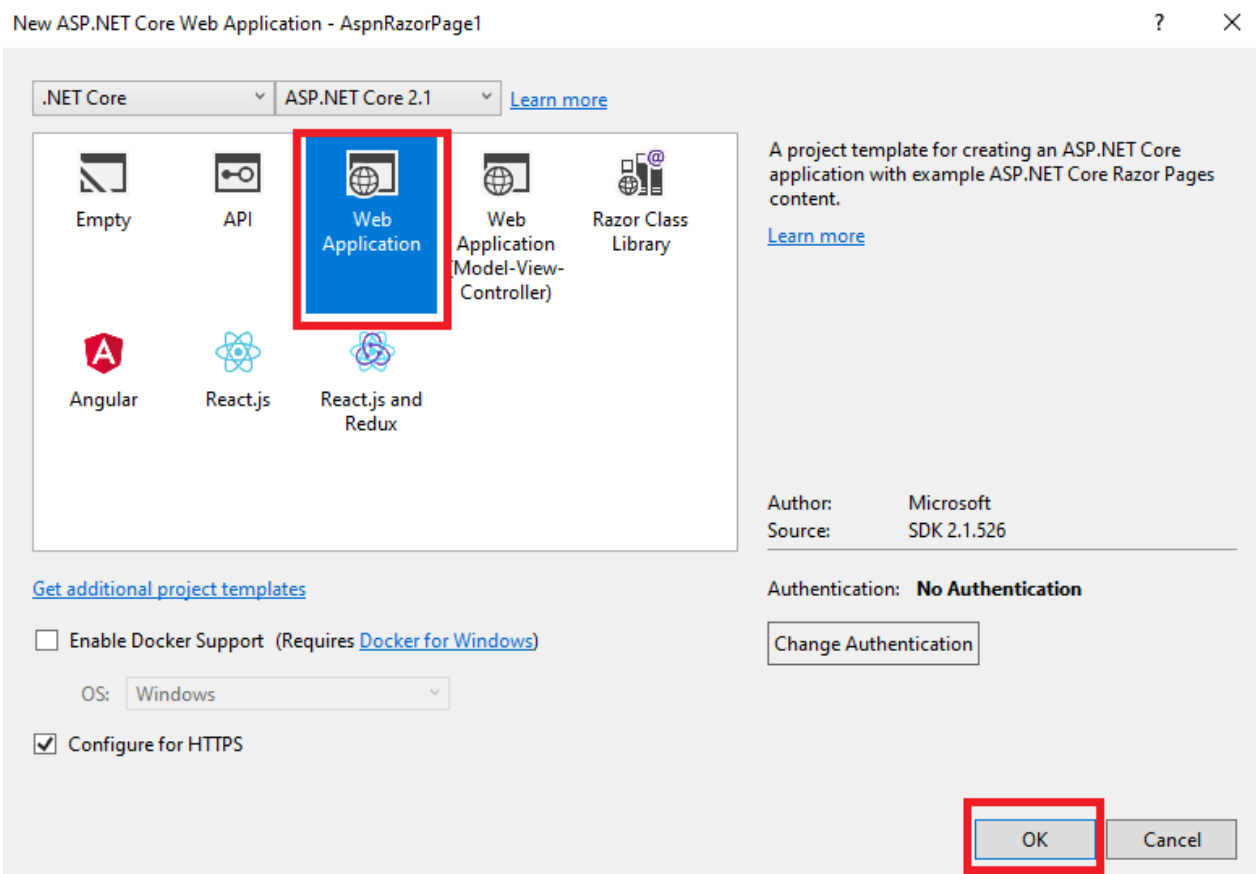 New ASP.NET Core Web Application - AspnRazorPage1
?
.NET Core
ASP.NET Core 2.1
Learn more
Empty
API
Web
Application
Web
Application
(Model-View-
Controller)
Razor Class
Library
Angular
React.js
React.js and
Redux
A project template for creating an ASP.NET Core
application with example ASP.NET Core Razor Pages
content.
Learn more
Author: Microsoft
Source: SDK 2.1.526
Get additional project templates
Authentication: No Authentication
Enable Docker Support (Requires Docker for Windows)
Change Authentication
OS: Windows
Configure for HTTPS
OK
Cancel